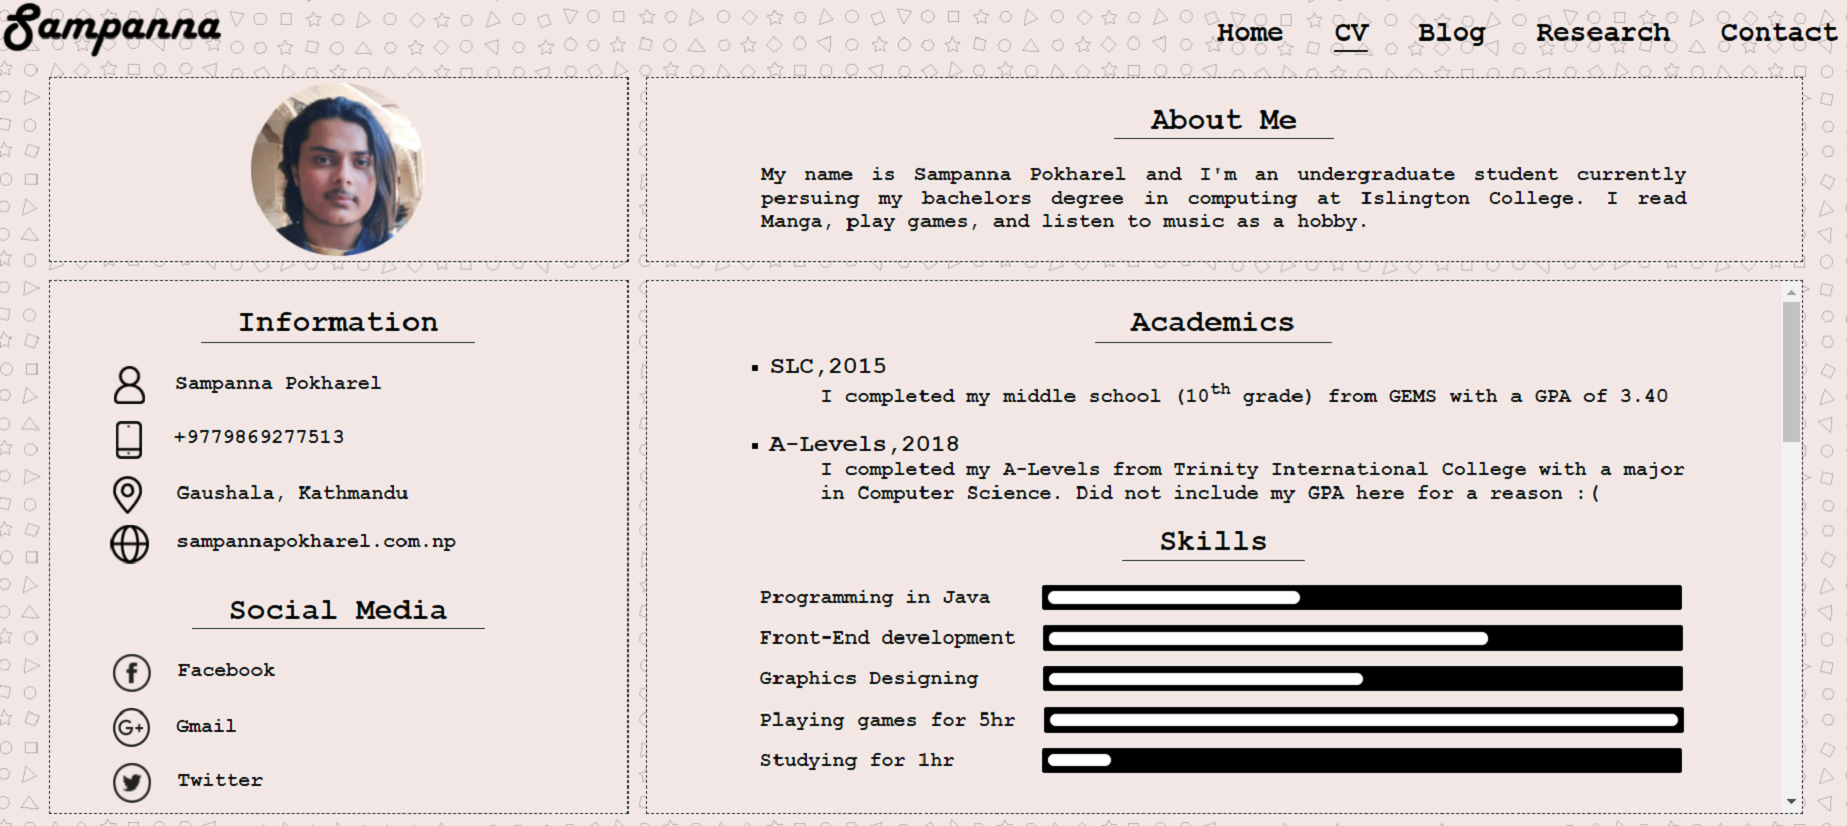 Sampanna
Home CV Blog Research Contact
About Me
My name is Sampanna Pokharel and I'm an undergraduate student currently
persuing my bachelors degree in computing at Islington College. I read
Manga, play games, and listen to music as a hobby.
Information
Sampanna Pokharel
+9779869277513
Gaushala, Kathmandu
sampannapokharel.com.np
Social Media
Facebook
G+ Gmail
Twitter
Academics
▪ SLC,2015
I completed my middle school (10th grade) from GEMS with a GPA of 3.40
▪ A-Levels,2018
I completed my A-Levels from Trinity International College with a major
in Computer Science. Did not include my GPA here for a reason :(
Skills
Programming in Java
Front-End development
Graphics Designing
Playing games for 5hr
Studying for 1hr